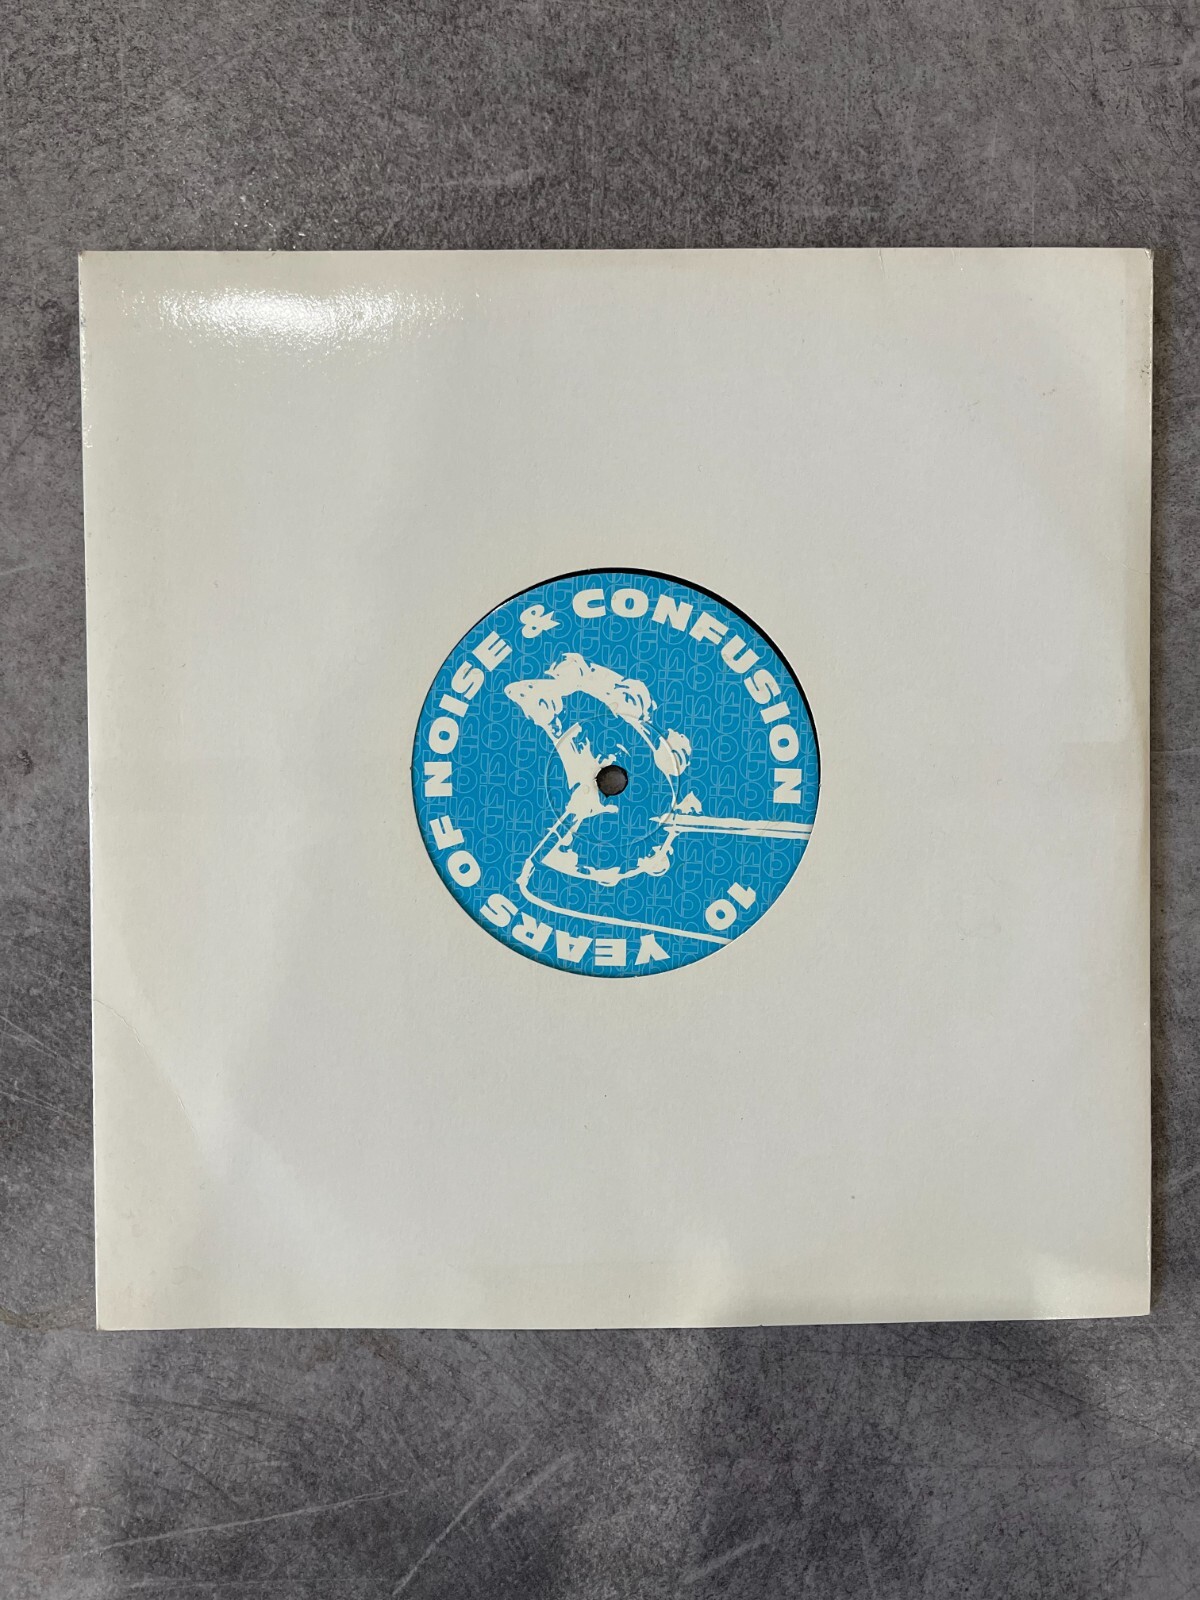 10 YEARS OF NOISE & CONFUSION